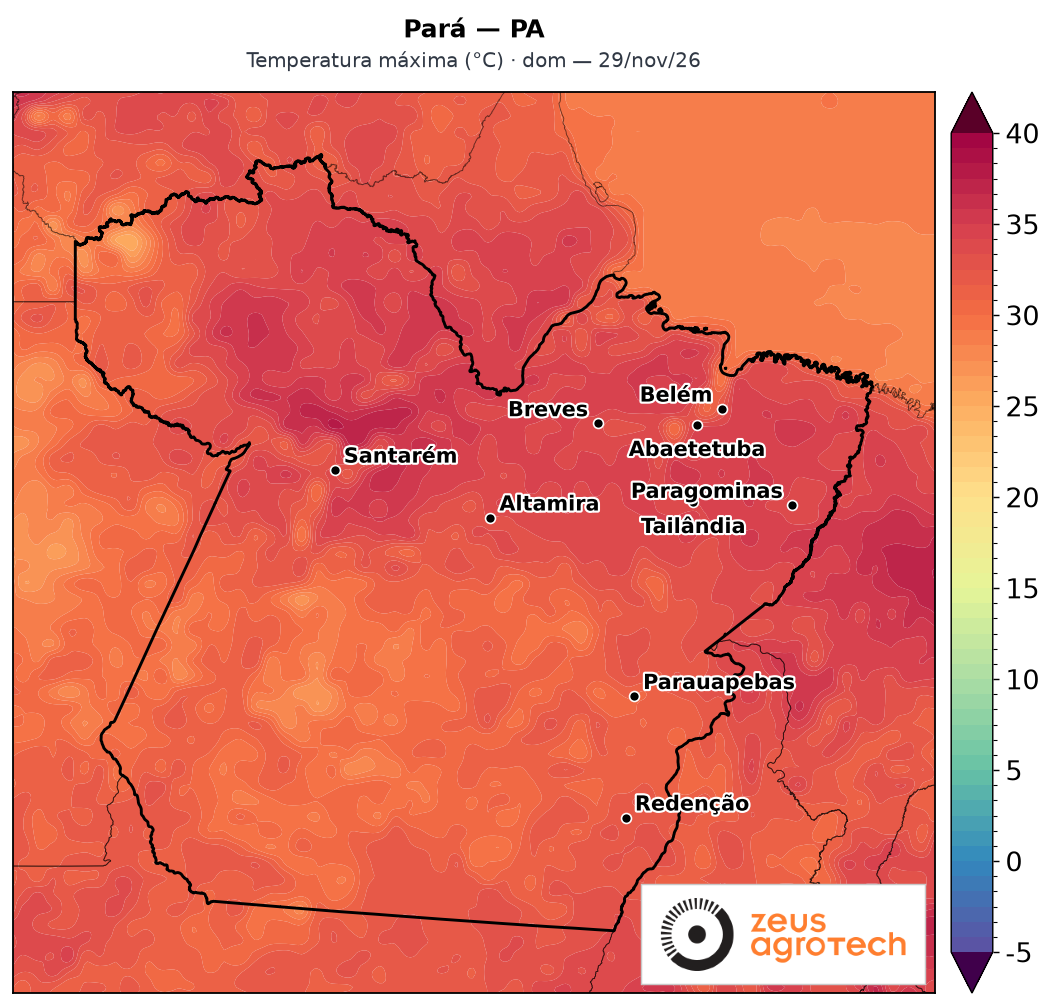 Pará — PA
Temperatura máxima (°C) · dom — 29/nov/26
40
35
30
25
20
15
10
5
0
-5
Belém
Breves
Abaetetuba
Santarém
Paragominas
Altamira
Tailândia
Parauapebas
Redenção
zeus
agrotech